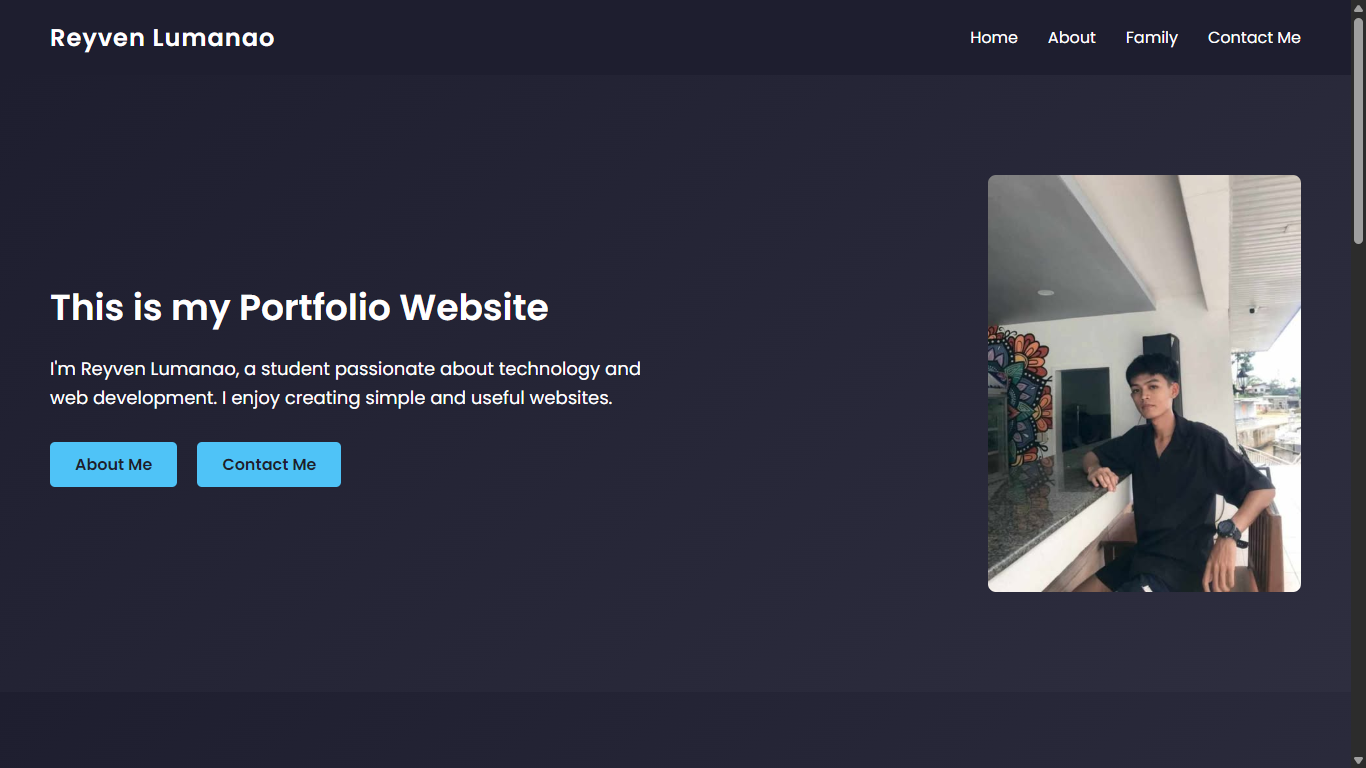 Reyven Lumanao
Home
About
Family
Contact Me
This is my Portfolio Website
I'm Reyven Lumanao, a student passionate about technology and
web development. I enjoy creating simple and useful websites.
About Me
Contact Me